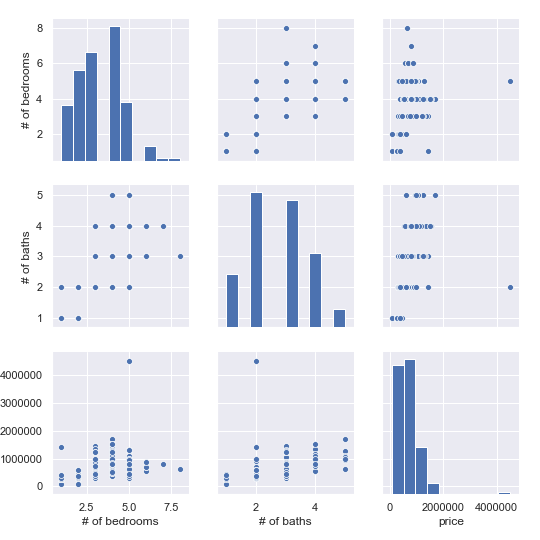 8
6
4
2
# of bedrooms
5
4
3
2
1
# of baths
4000000
3000000
2000000
1000000
0
price
2.5 5.0 7.5
# of bedrooms
2 4
# of baths
0 2000000 4000000
price